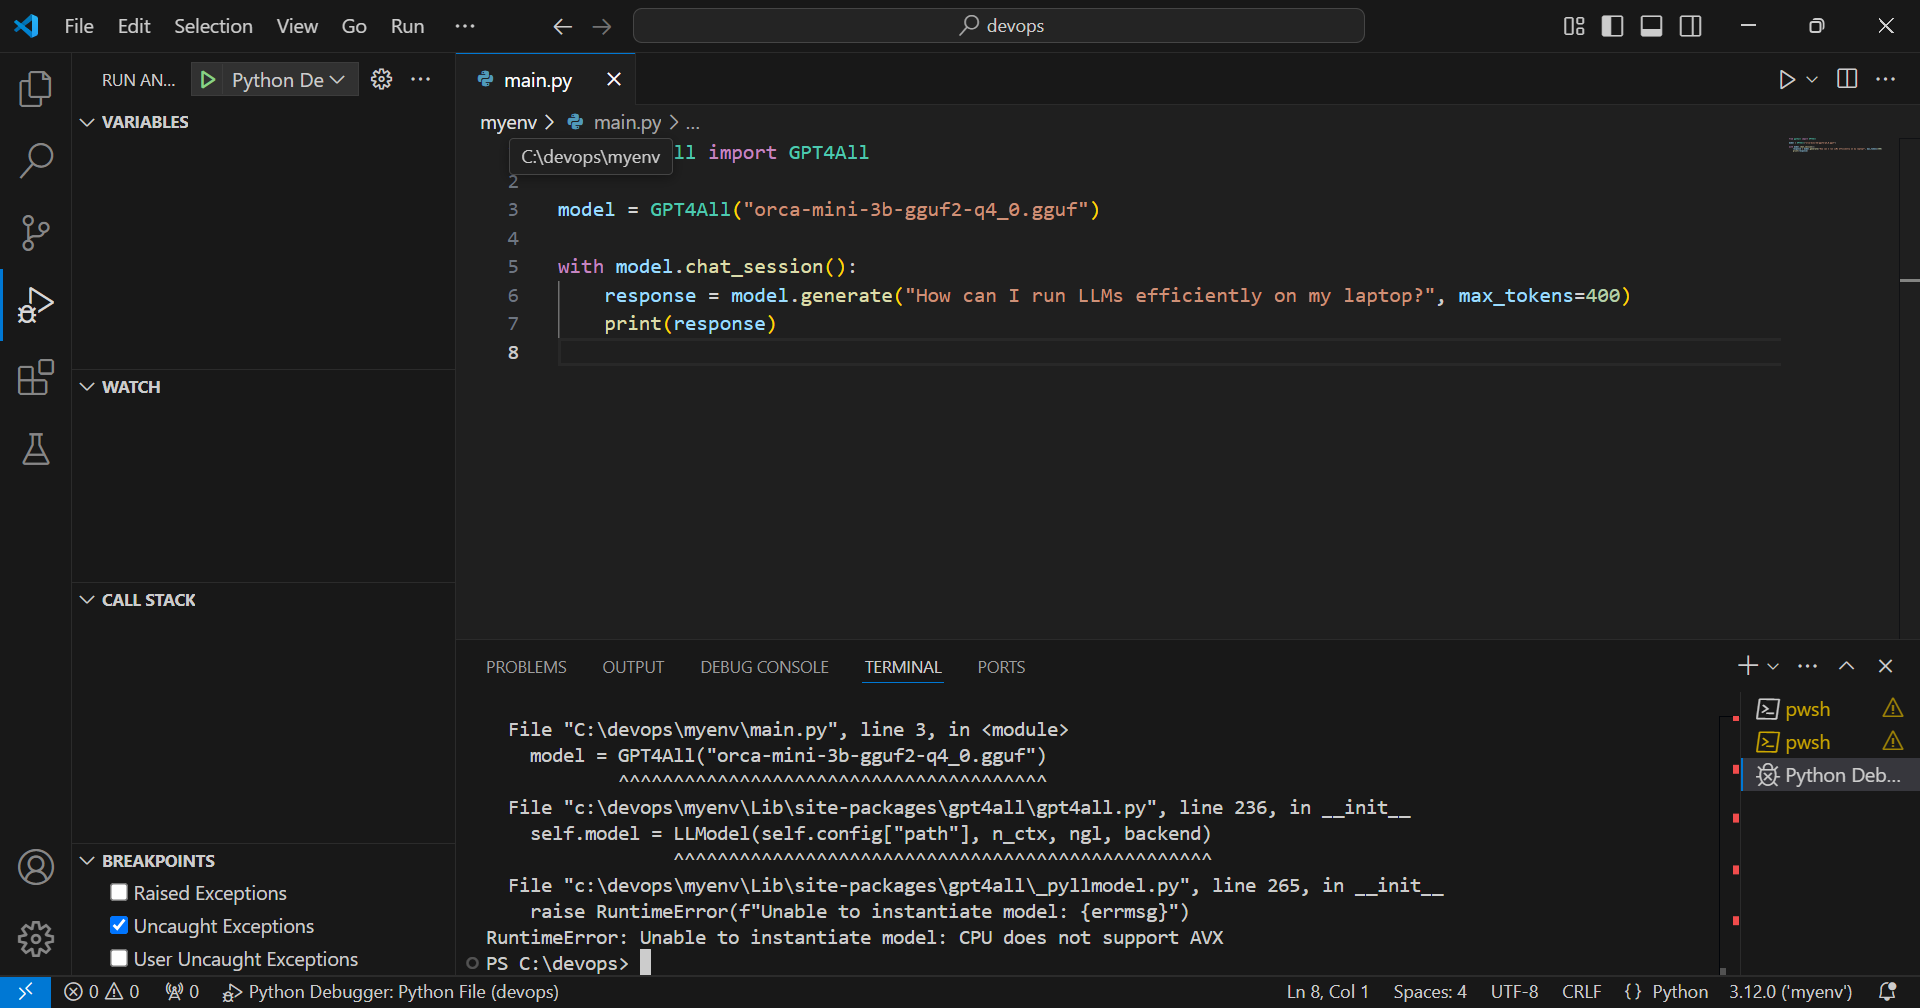 File Edit Selection View Go Run ··· devops
RUN AN... Python De
VARIABLES
WATCH
CALL STACK
BREAKPOINTS
Raised Exceptions
Uncaught Exceptions
User Uncaught Exceptions
main.py
myenv > main.py > ...
C:\devops\myenv
ll import GPT4All
2
3 model = GPT4All("orca-mini-3b-gguf2-q4_0.gguf")
4
5 with model.chat_session():
6 response = model.generate("How can I run LLMs efficiently on my laptop?", max_tokens=400)
7 print(response)
8
PROBLEMS OUTPUT DEBUG CONSOLE TERMINAL PORTS
File "C:\devops\myenv\main.py", line 3, in <module>
model = GPT4All("orca-mini-3b-gguf2-q4_0.gguf")
^^^^^^^^^^^^^^^^^^^^^^^^^^^^^^^^^^^^^^^
File "c:\devops\myenv\Lib\site-packages\gpt4all\gpt4all.py", line 236, in __init__
self.model = LLModel(self.config["path"], n_ctx, ngl, backend)
^^^^^^^^^^^^^^^^^^^^^^^^^^^^^^^^^^^^^^^^^^^^^^^^^
File "c:\devops\myenv\Lib\site-packages\gpt4all\_pyllmodel.py", line 265, in __init__
raise RuntimeError(f"Unable to instantiate model: {errmsg}")
RuntimeError: Unable to instantiate model: CPU does not support AVX
PS C:\devops>
pwsh
pwsh
Python Deb...
0 0 0 Python Debugger: Python File (devops) Ln 8, Col 1 Spaces: 4 UTF-8 CRLF {} Python 3.12.0 ('myenv')